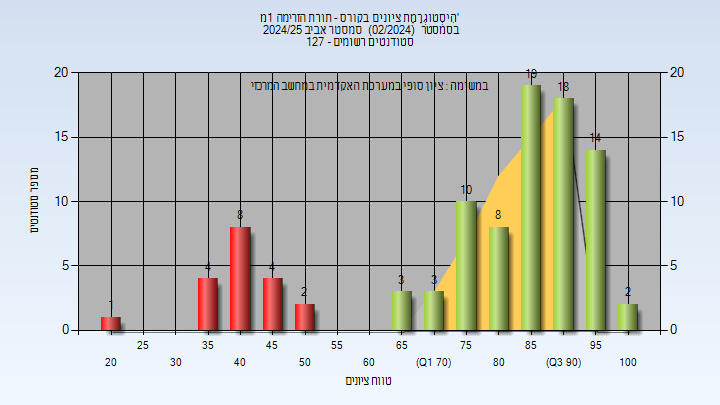 היסטוגרמת ציונים בקורס - תורת הזרימה 1מ'
בסמסטר (02/2024) סמסטר אביב 2024/25
סטודנטים רשומים - 127
במשימה : ציון סופי במערכת האקדמית במחשב המרכזי
מספר סטודנטים
20 15 10 5 0
20 15 10 5 0
1 4 8 4 2 3 3 10 8 19 18 14 2
25 35 45 55 65 75 85 95
20 30 40 50 60 (Q1 70) 80 (Q3 90) 100
טווח ציונים